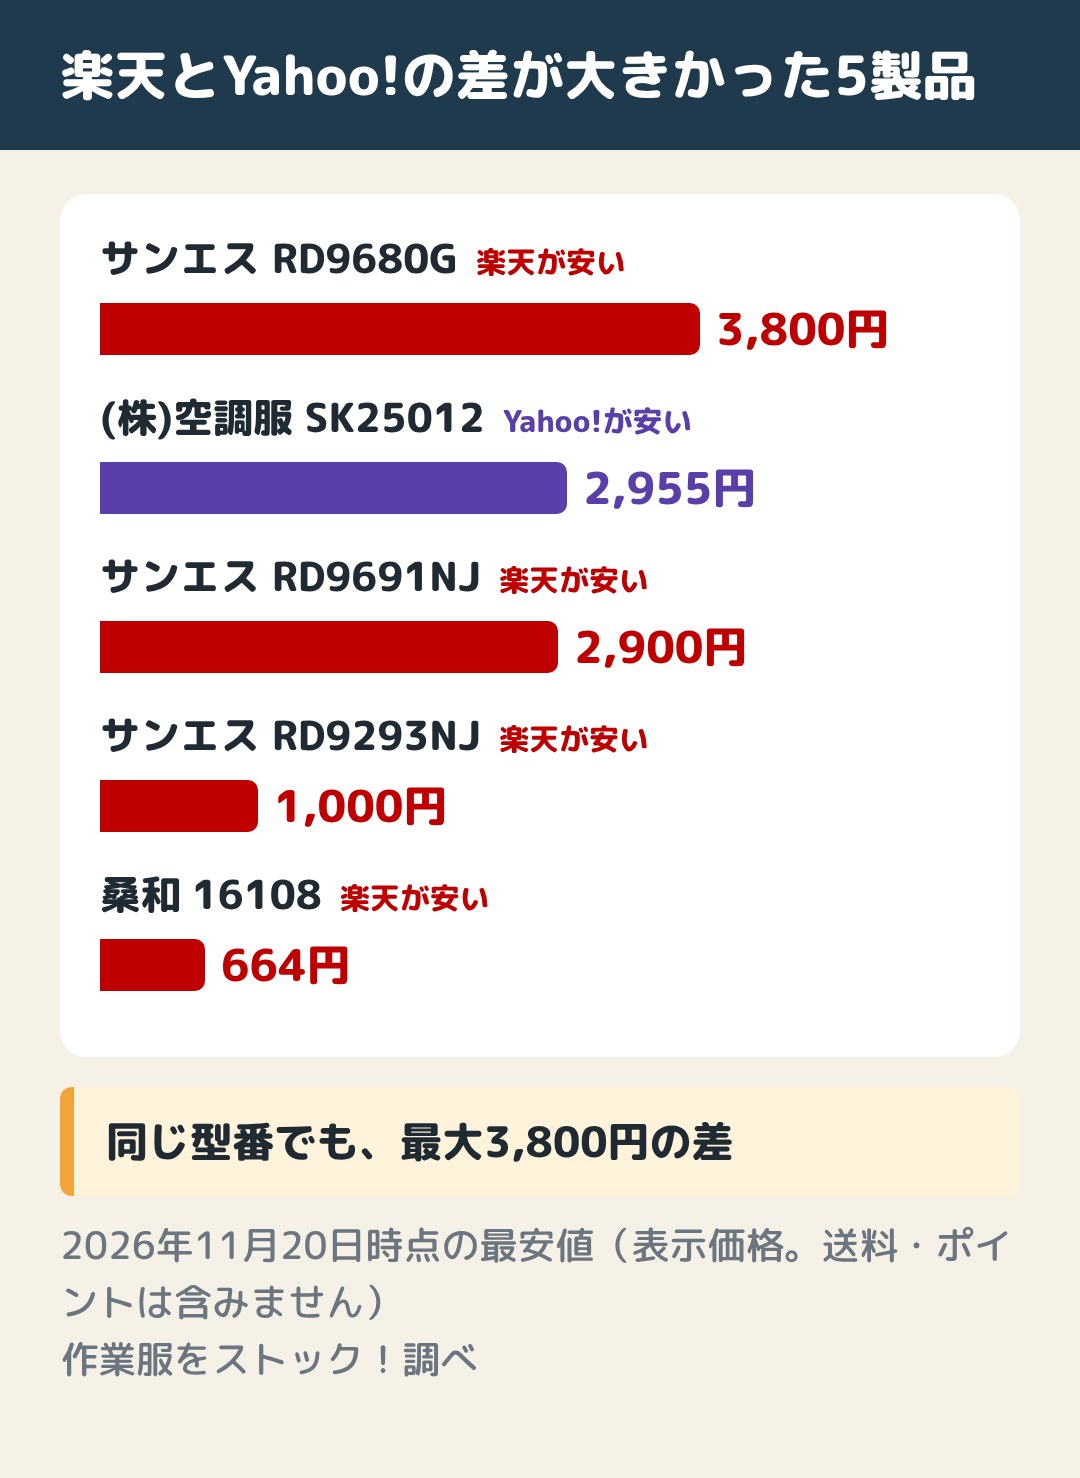 楽天とYahoo!の差が大きかった5製品
サンエス RD9680G 楽天が安い
3,800円
(株)空調服 SK25012 Yahoo!が安い
2,955円
サンエス RD9691NJ 楽天が安い
2,900円
サンエス RD9293NJ 楽天が安い
1,000円
桑和 16108 楽天が安い
664円
同じ型番でも、最大3,800円の差
2026年11月20日時点の最安値（表示価格。送料・ポイ
ントは含みません）
作業服をストック！調べ